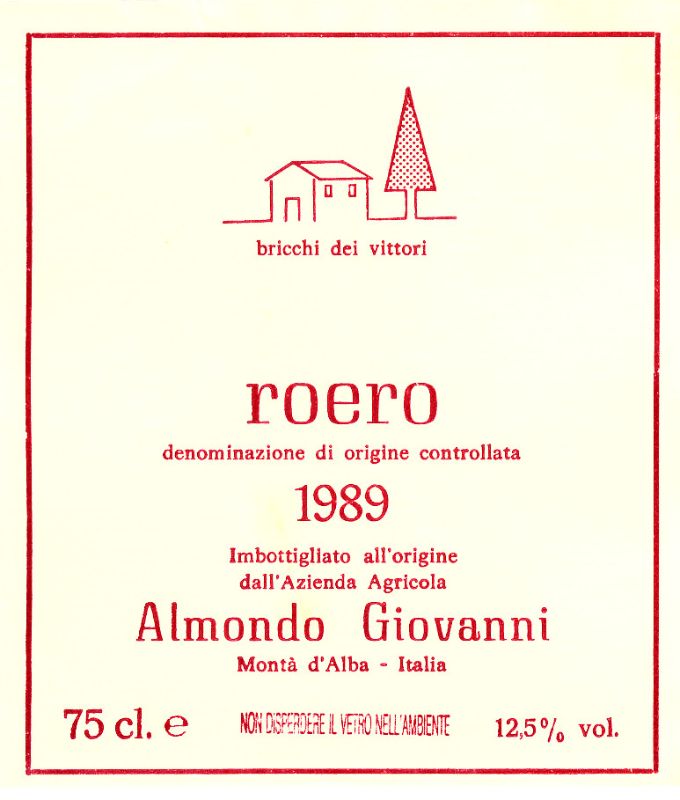 bricchi dei vittori
roero
denominazione di origine controllata
1989
Imbottigliato all'origine
dall'Azienda Agricola
Almondo Giovanni
Montà d'Alba - Italia
75 cl. e NON DISPERDERE IL VETRO NELL'AMBIENTE 12,5% vol.